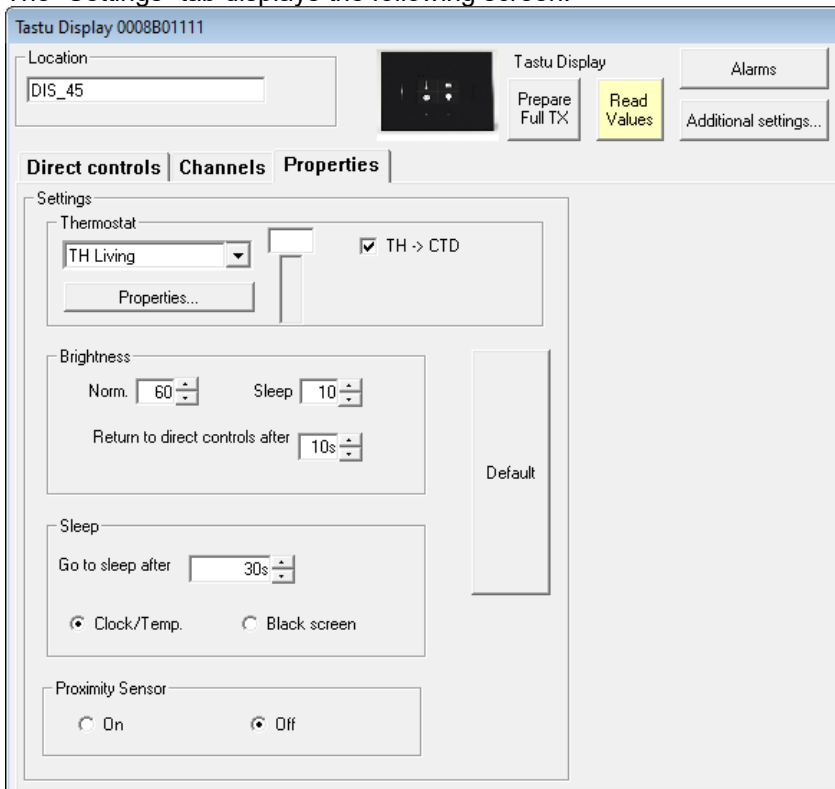 The "Settings" tab displays the following screen.
Tastu Display 0008B01111
Location
DIS_45
Tastu Display
Prepare
Full TX
Read
Values
Alarms
Additional settings...
Direct controls
Channels
Properties
Settings
Thermostat
TH Living
TH -> CTD
Properties...
Brightness
Norm. 60
Sleep 10
Return to direct controls after 10s
Default
Sleep
Go to sleep after 30s
Clock/Temp.
Black screen
Proximity Sensor
On
Off